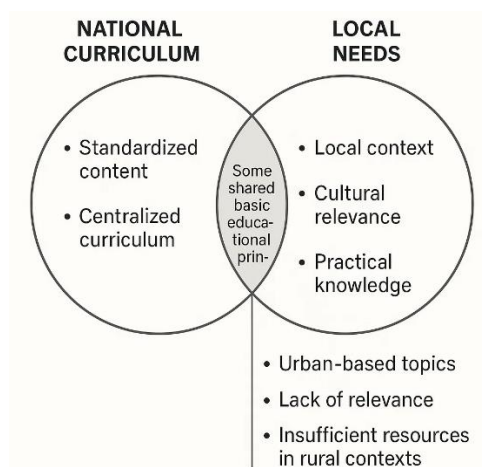 NATIONAL
CURRICULUM
LOCAL
NEEDS
• Standardized
content
• Centralized
curriculum
Some
shared
basic
educa-
tional
prin-
• Local context
• Cultural
relevance
• Practical
knowledge
• Urban-based topics
• Lack of relevance
• Insufficient resources
in rural contexts